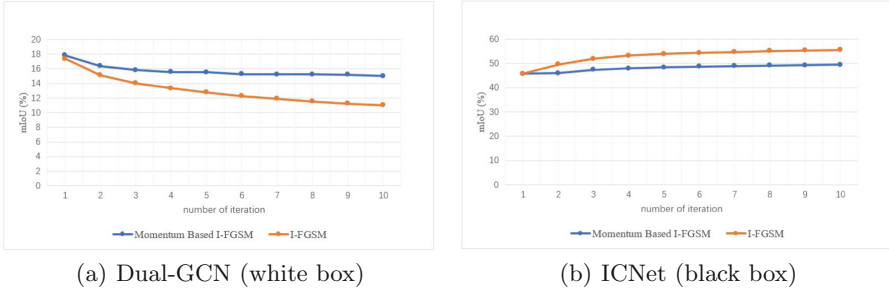 20
18
16
14
12
10
8
6
4
2
0
mIoU (%)
1 2 3 4 5 6 7 8 9 10
number of iteration
Momentum Based I-FGSM I-FGSM
(a) Dual-GCN (white box)
60
50
40
30
20
10
0
mIoU (%)
1 2 3 4 5 6 7 8 9 10
number of iteration
Momentum Based I-FGSM I-FGSM
(b) ICNet (black box)